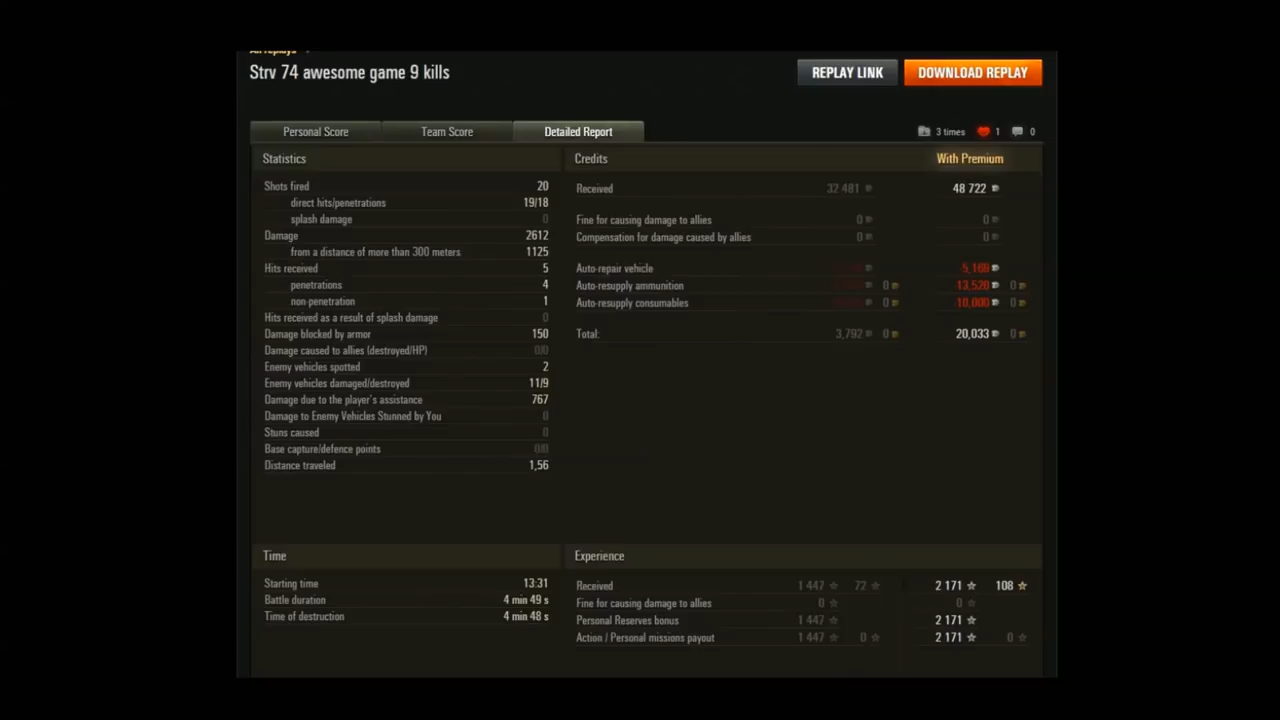 All replays
Strv 74 awesome game 9 kills
REPLAY LINK
DOWNLOAD REPLAY
Personal Score
Team Score
Detailed Report
3 times 1 0
Statistics
Shots fired 20
direct hits/penetrations 19/18
splash damage 0
Damage 2612
from a distance of more than 300 meters 1125
Hits received 5
penetrations 4
non-penetration 1
Hits received as a result of splash damage 0
Damage blocked by armor 150
Damage caused to allies (destroyed/HP) 0/0
Enemy vehicles spotted 2
Enemy vehicles damaged/destroyed 11/9
Damage due to the player's assistance 767
Damage to Enemy Vehicles Stunned by You 0
Stuns caused 0
Base capture/defence points 0/0
Distance traveled 1,56
Credits With Premium
Received 32 481 48 722
Fine for causing damage to allies 0 0
Compensation for damage caused by allies 0 0
Auto-repair vehicle -5,169
Auto-resupply ammunition 0 -13,520 0
Auto-resupply consumables 0 -10,000 0
Total: 3,792 0 20,033 0
Time
Starting time 13:31
Battle duration 4 min 49 s
Time of destruction 4 min 48 s
Experience
Received 1 447 72 2 171 108
Fine for causing damage to allies 0 0
Personal Reserves bonus 1 447 2 171
Action / Personal missions payout 1 447 0 2 171 0